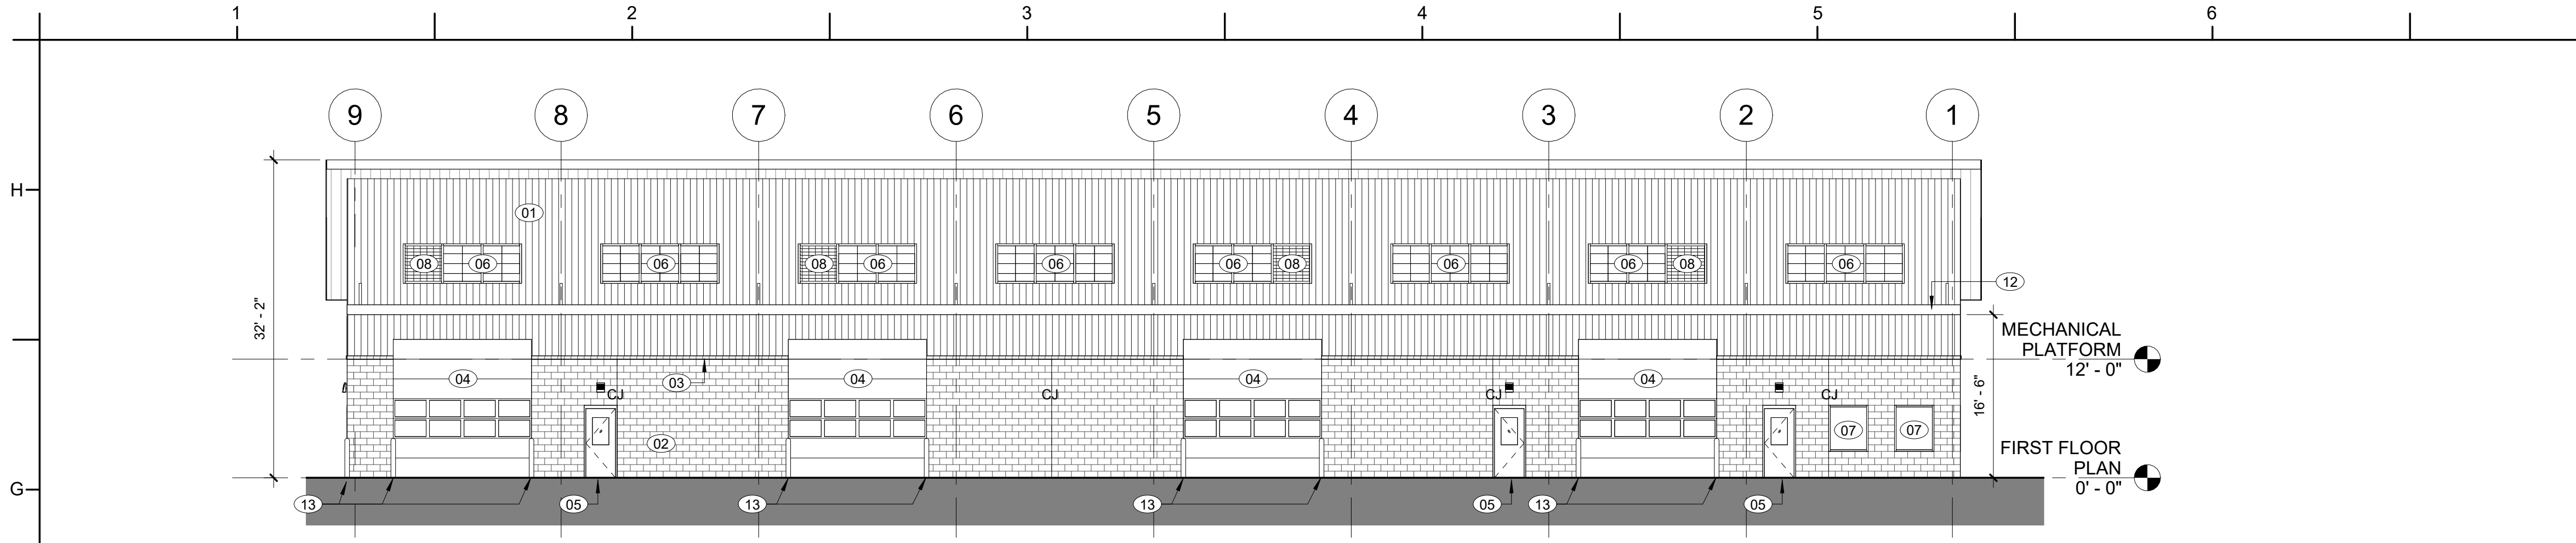 1 2 3 4 5 6
9 8 7 6 5 4 3 2 1
H
01
08 06 06 08 06 06 06 08 06 06 08 06
12
32' - 2"
MECHANICAL
PLATFORM
12' - 0"
04 03 04 04 04
CJ CJ CJ CJ
16' - 6"
02 07 07
FIRST FLOOR
PLAN
0' - 0"
G
13 05 13 13 05 13 05